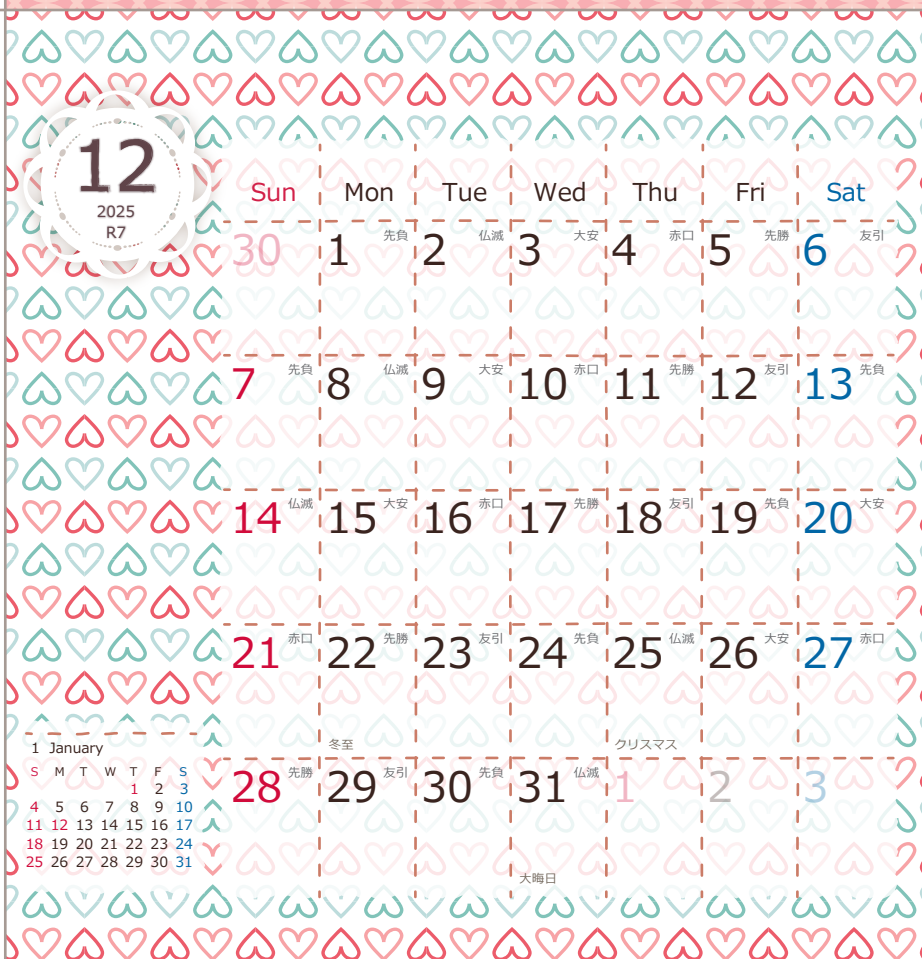 12
2025
R7
Sun Mon Tue Wed Thu Fri Sat
30 1 先負 2 仏滅 3 大安 4 赤口 5 先勝 6 友引
7 先負 8 仏滅 9 大安 10 赤口 11 先勝 12 友引 13 先負
14 仏滅 15 大安 16 赤口 17 先勝 18 友引 19 先負 20 大安
21 赤口 22 先勝 23 友引 24 先負 25 仏滅 26 大安 27 赤口
冬至 クリスマス
28 先勝 29 友引 30 先負 31 仏滅 1 2 3
大晦日
1 January
S M T W T F S
1 2 3
4 5 6 7 8 9 10
11 12 13 14 15 16 17
18 19 20 21 22 23 24
25 26 27 28 29 30 31